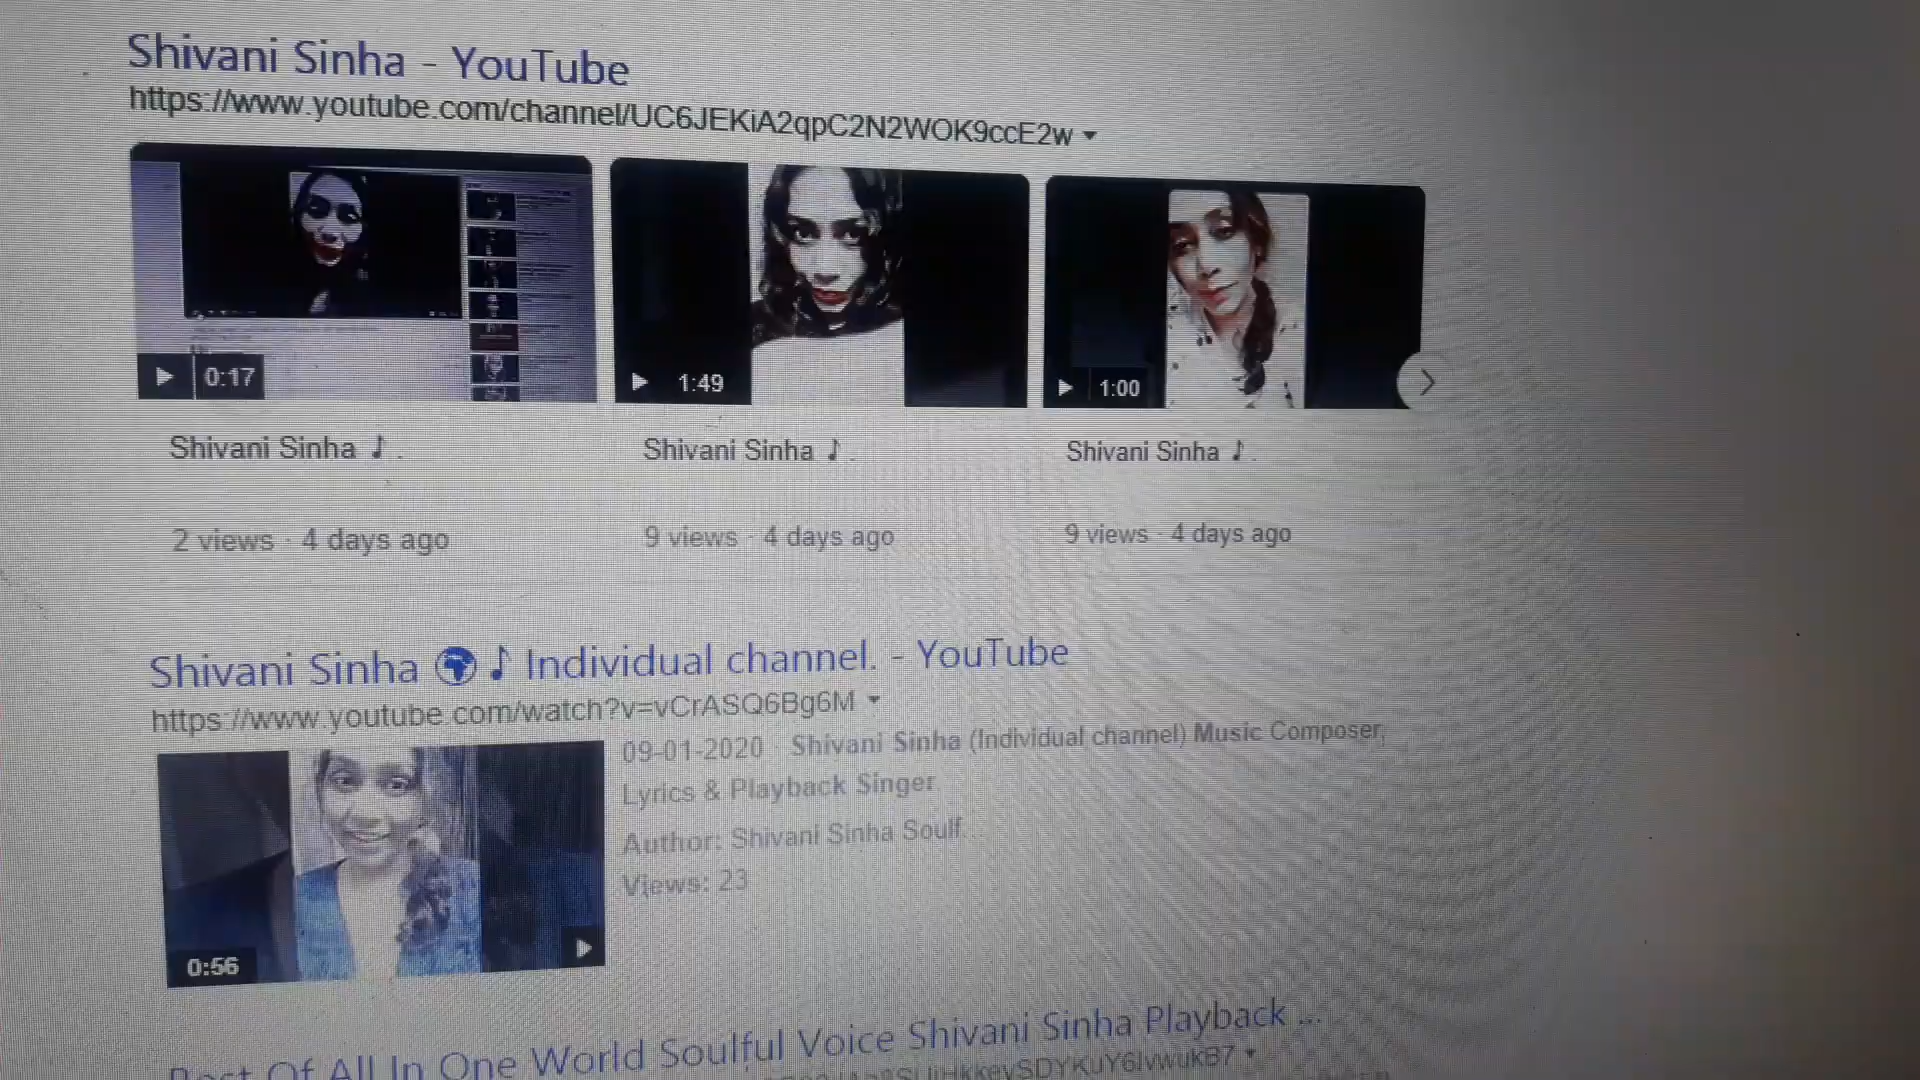 Shivani Sinha - YouTube
https://www.youtube.com/channel/UC6JEKiA2qpC2N2WOK9ccE2w
0:17
1:49
1:00
Shivani Sinha ♪ .
Shivani Sinha ♪ .
Shivani Sinha ♪ .
2 views · 4 days ago
9 views · 4 days ago
9 views · 4 days ago
Shivani Sinha 🌍 ♪ Individual channel. - YouTube
https://www.youtube.com/watch?v=vCrASQ6Bg6M
09-01-2020 · Shivani Sinha (Individual channel) Music Composer,
Lyrics & Playback Singer.
Author: Shivani Sinha Soulf...
Views: 23
0:56
Of All In One World Soulful Voice Shivani Sinha Playback ...